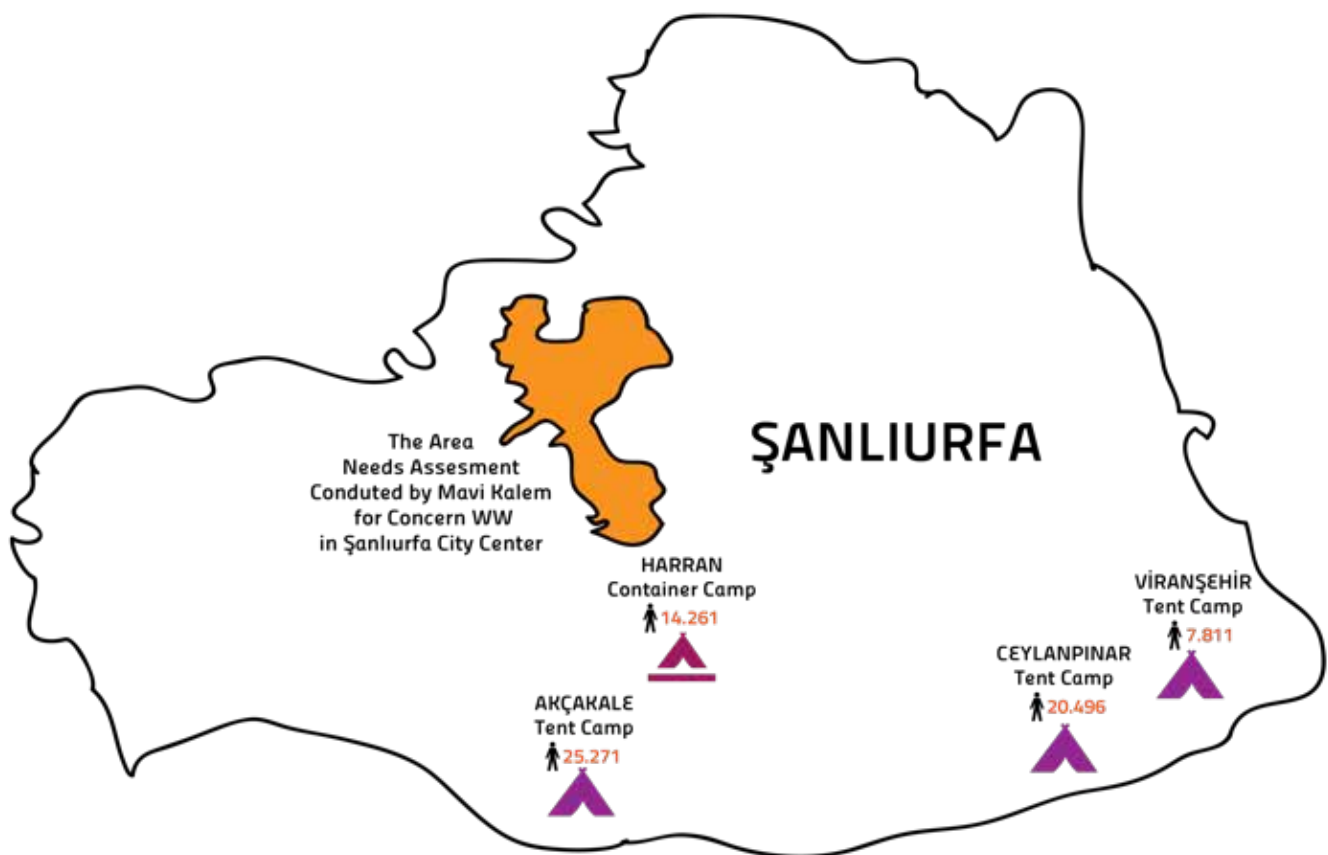 ŞANLIURFA
The Area
Needs Assesment
Conduted by Mavi Kalem
for Concern WW
in Şanlıurfa City Center
HARRAN
Container Camp
14.261
AKÇAKALE
Tent Camp
25.271
CEYLANPINAR
Tent Camp
20.496
VİRANŞEHİR
Tent Camp
7.811